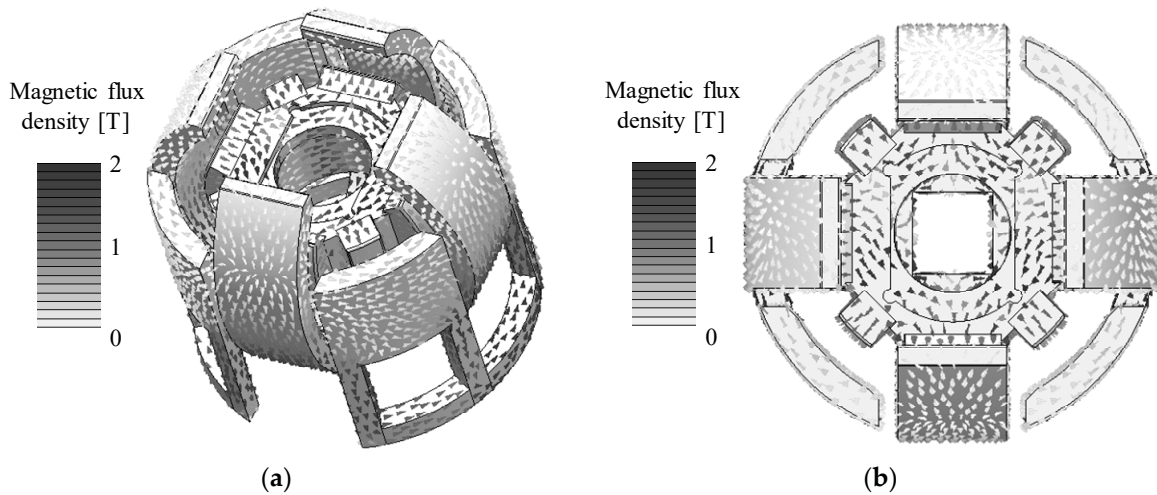 Magnetic flux
density [T]
2
1
0
(a)
Magnetic flux
density [T]
2
1
0
(b)